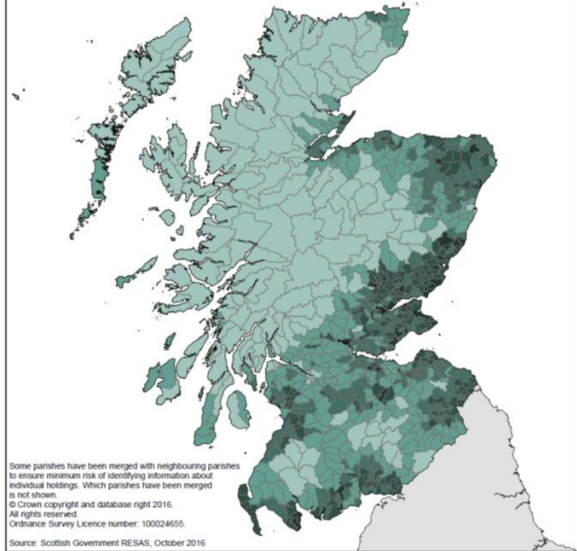 Some parishes have been merged with neighbouring parishes
to ensure minimum risk of identifying information about
individual holdings. Which parishes have been merged
is not shown.
© Crown copyright and database right 2016.
All rights reserved.
Ordnance Survey Licence number: 100024655.
Source: Scottish Government RESAS, October 2016